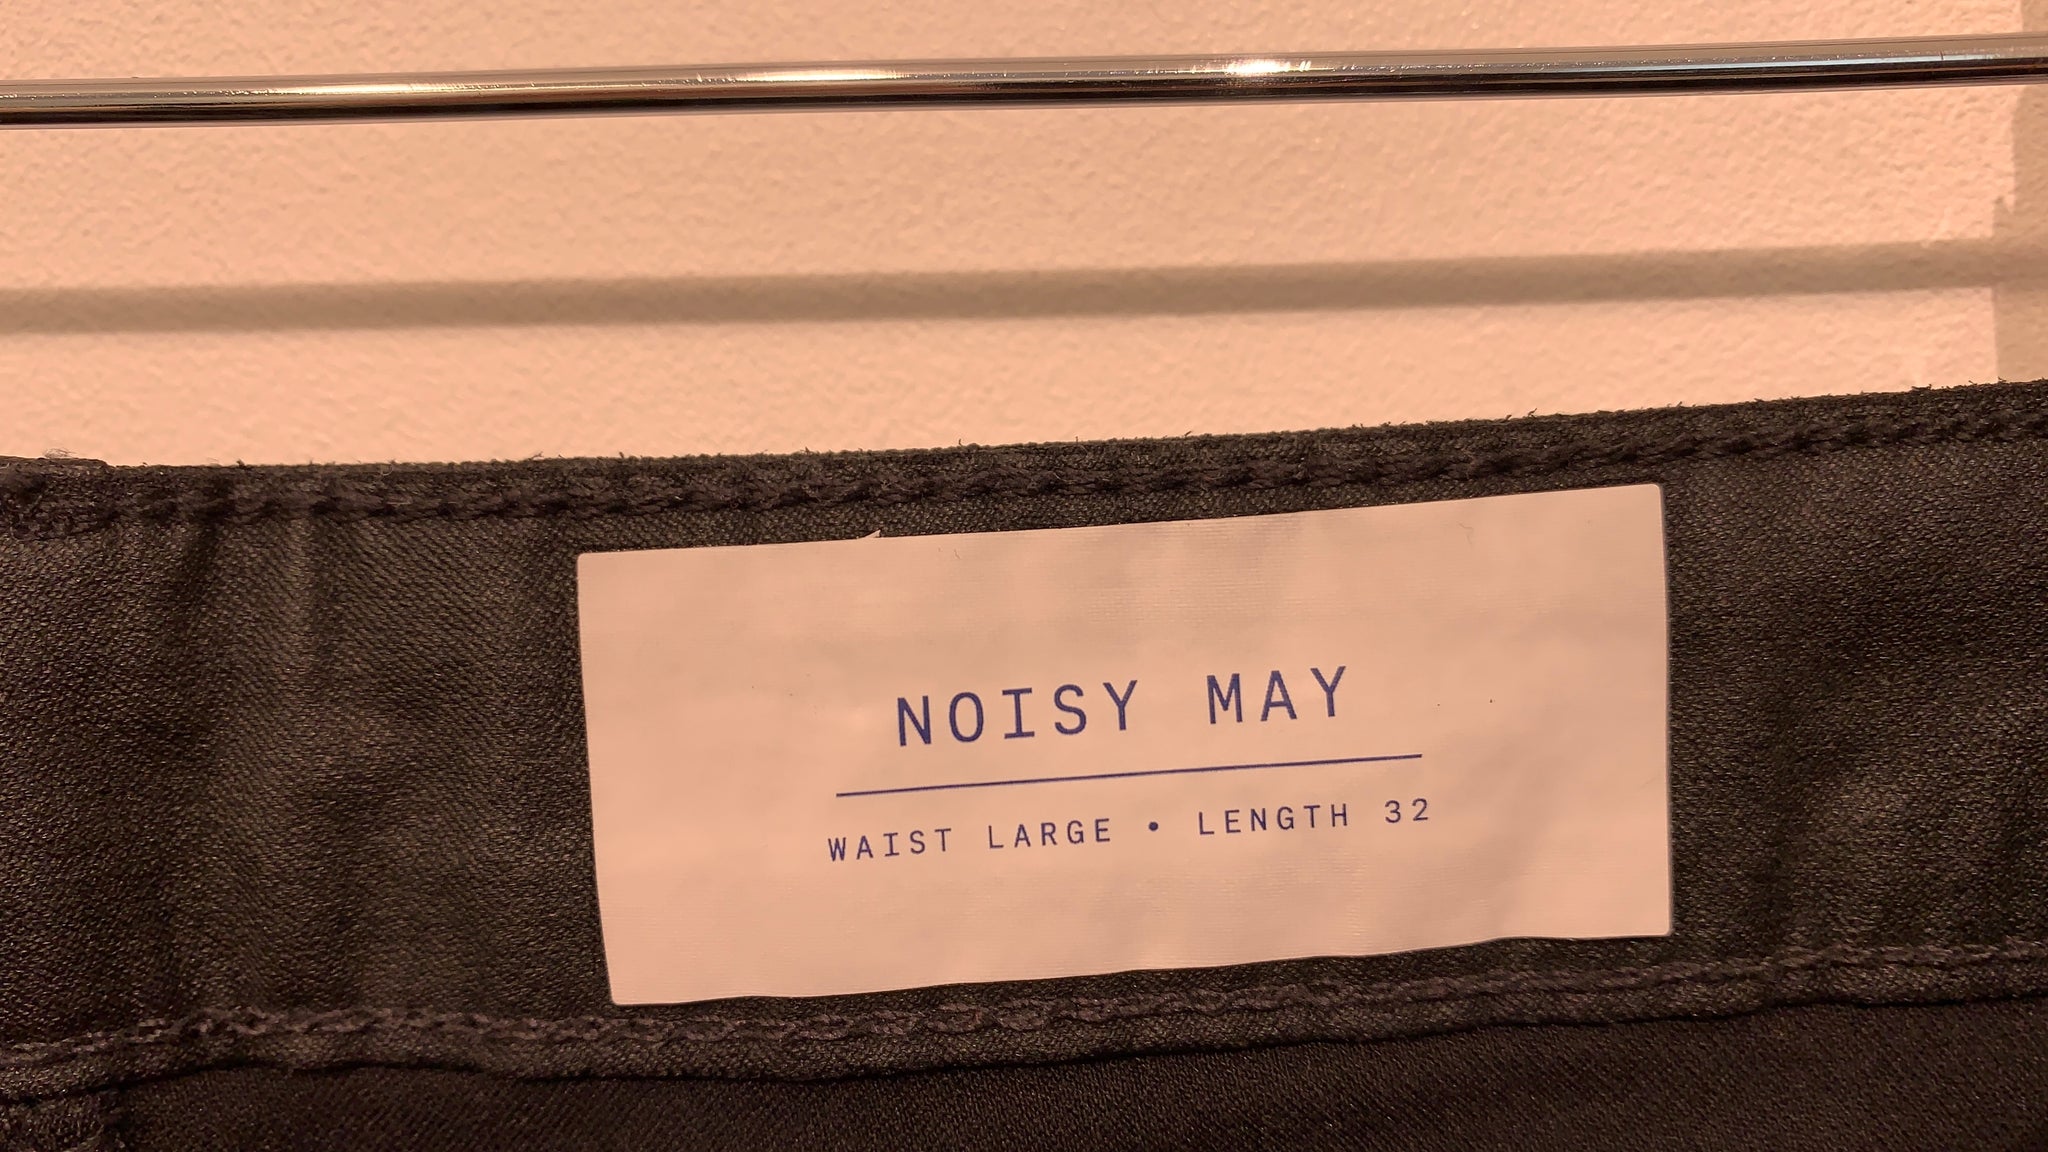 NOISY MAY
WAIST LARGE • LENGTH 32